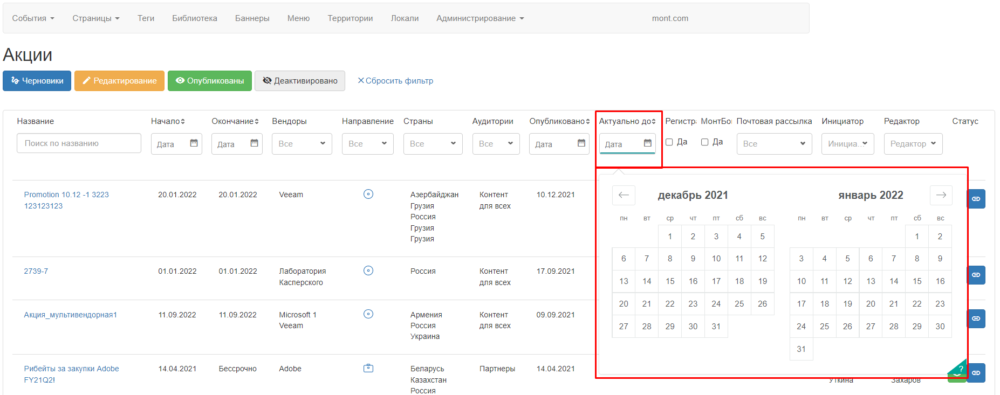 События Страницы Теги Библиотека Баннеры Меню Территории Локали Администрирование mont.com
Акции
Черновики Редактирование Опубликованы Деактивировано Сбросить фильтр
Название Начало Окончание Вендоры Направление Страны Аудитории Опубликовано Актуально до Регистра МонтБо Почтовая рассылка Инициатор Редактор Статус
Поиск по названию Дата Дата Все Все Все Все Дата Дата Да Да Все Инициа.. Редактор
Promotion 10.12 -1 3223
123123123
20.01.2022 20.01.2022 Veeam
Азербайджан
Грузия
Россия
Грузия
Грузия
Контент
для всех
10.12.2021
2739-7
01.01.2022 01.01.2022
Лаборатория
Касперского
Россия
Контент
для всех
17.09.2021
Акция_мультивендорная1
11.09.2022 11.09.2022
Microsoft 1
Veeam
Армения
Россия
Украина
Контент
для всех
09.09.2021
Рибейты за закупки Adobe
FY21Q2!
14.04.2021 Бессрочно Adobe
Беларусь
Казахстан
Россия
Партнеры 14.04.2021
Уткина Захаров
декабрь 2021
пн вт ср чт пт сб вс
1 2 3 4 5
6 7 8 9 10 11 12
13 14 15 16 17 18 19
20 21 22 23 24 25 26
27 28 29 30 31
январь 2022
пн вт ср чт пт сб вс
1 2
3 4 5 6 7 8 9
10 11 12 13 14 15 16
17 18 19 20 21 22 23
24 25 26 27 28 29 30
31
?